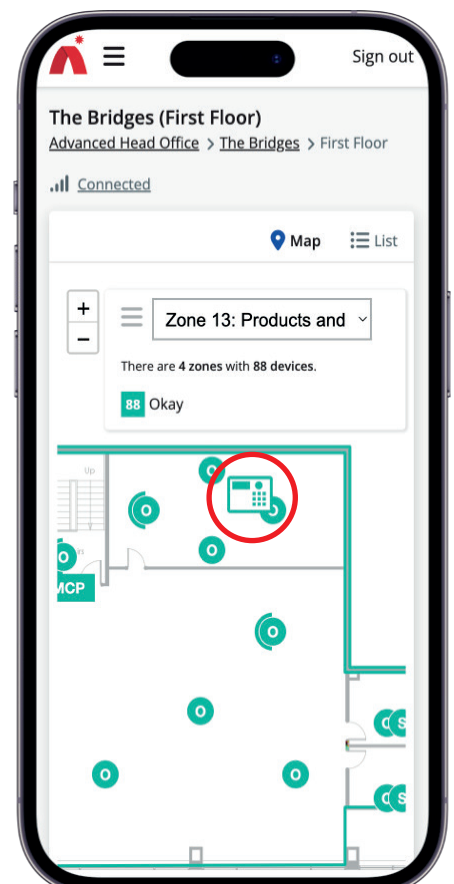 Sign out
The Bridges (First Floor)
Advanced Head Office > The Bridges > First Floor
Connected
Map List
+
−
Zone 13: Products and
There are 4 zones with 88 devices.
88 Okay
Up
O
O
O
O
O
MCP
O
O
O
O
O S
O S